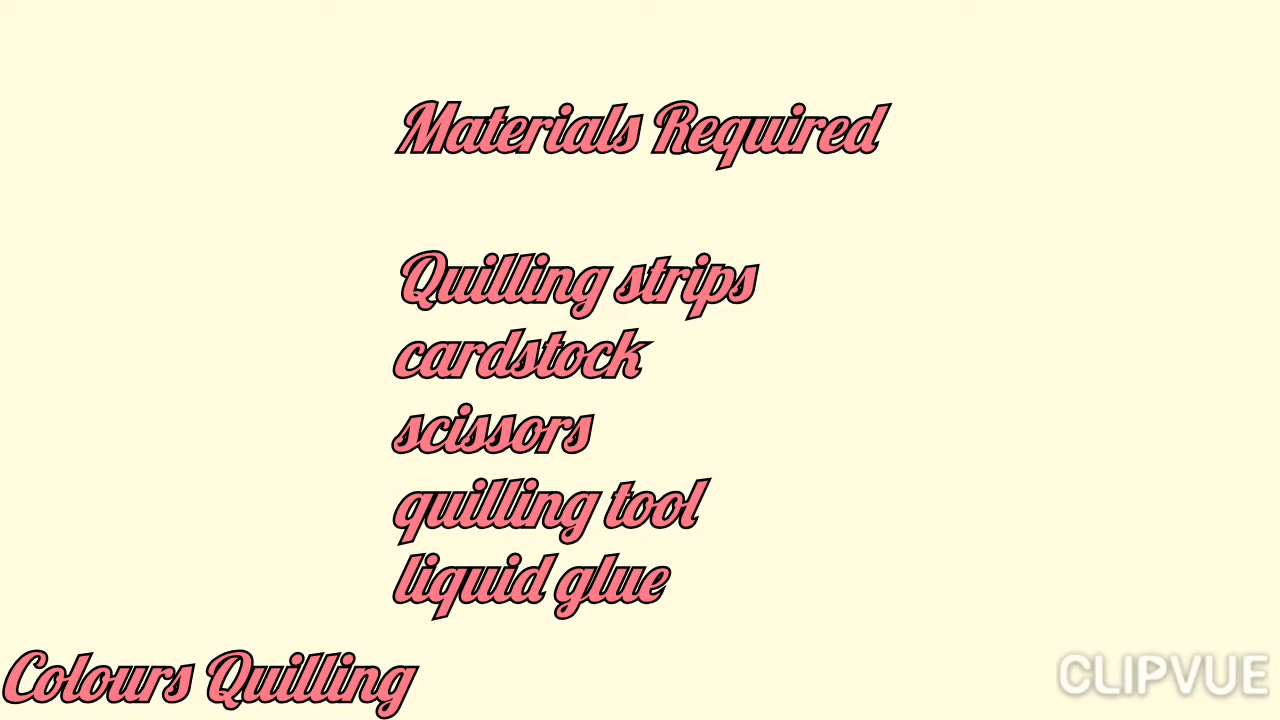 Materials Required
Quilling strips
cardstock
scissors
quilling tool
liquid glue
Colours Quilling
CLIPVUE